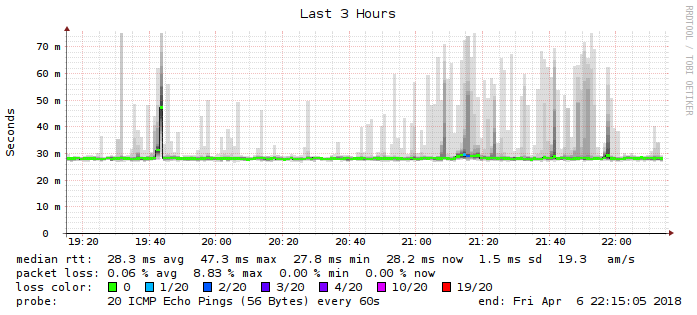 Last 3 Hours
RRDTOOL / TOBI OETIKER
Seconds
70 m
60 m
50 m
40 m
30 m
20 m
10 m
0
19:20 19:40 20:00 20:20 20:40 21:00 21:20 21:40 22:00
median rtt: 28.3 ms avg 47.3 ms max 27.8 ms min 28.2 ms now 1.5 ms sd 19.3 am/s
packet loss: 0.06 % avg 8.83 % max 0.00 % min 0.00 % now
loss color: 0 1/20 2/20 3/20 4/20 10/20 19/20
probe: 20 ICMP Echo Pings (56 Bytes) every 60s end: Fri Apr 6 22:15:05 2018